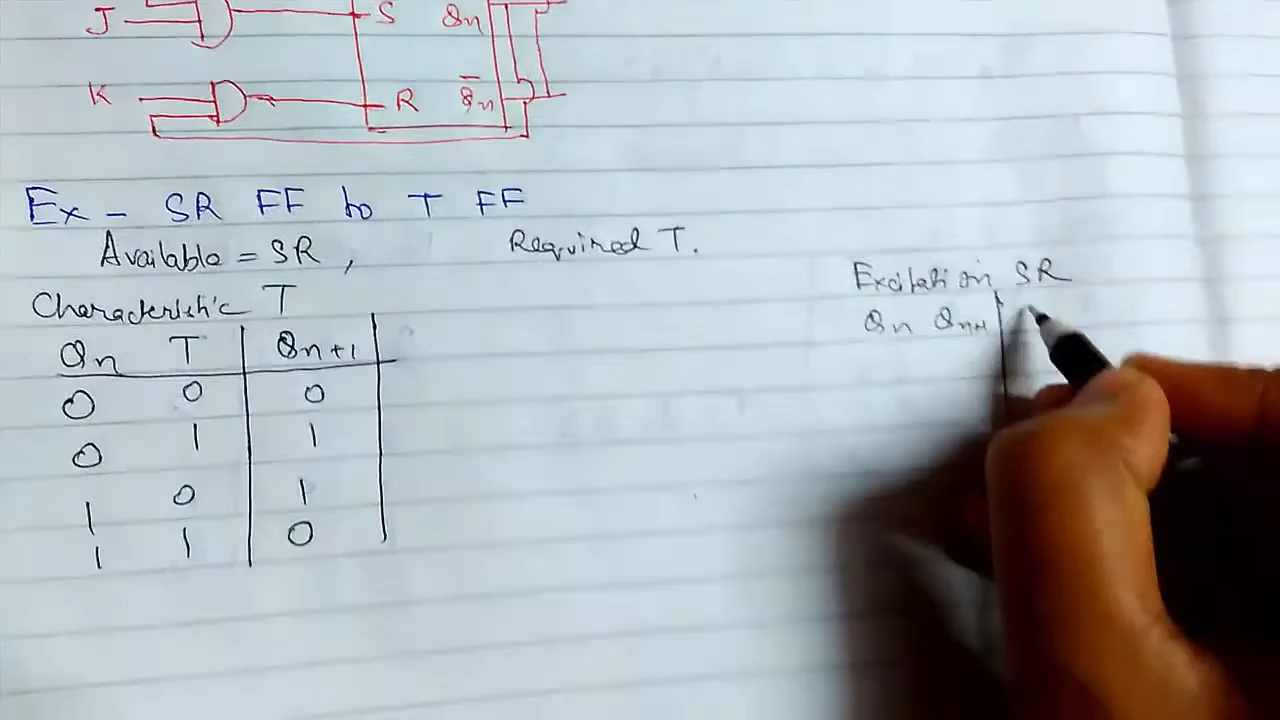 J S Qn
K R Q̅n
Ex - SR FF to T FF
Available = SR , Required T.
Characteristic T
Excitation SR
Qn T Qn+1
Qn Qn+1
0 0 0
0 1 1
1 0 1
1 1 0